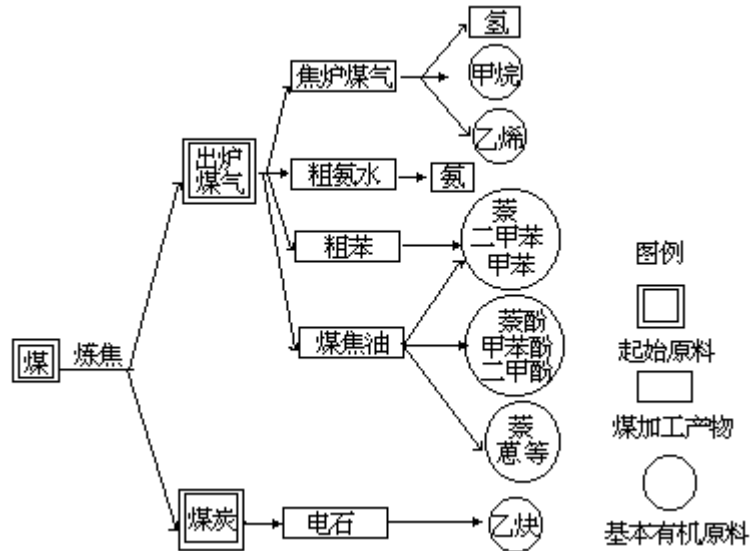 氢
焦炉煤气
甲烷
乙烯
出炉
煤气
粗氨水
氨
萘
二甲苯
甲苯
粗苯
图例
煤
炼焦
煤焦油
萘酚
甲苯酚
二甲酚
起始原料
煤加工产物
萘
蒽等
煤炭
电石
乙炔
基本有机原料